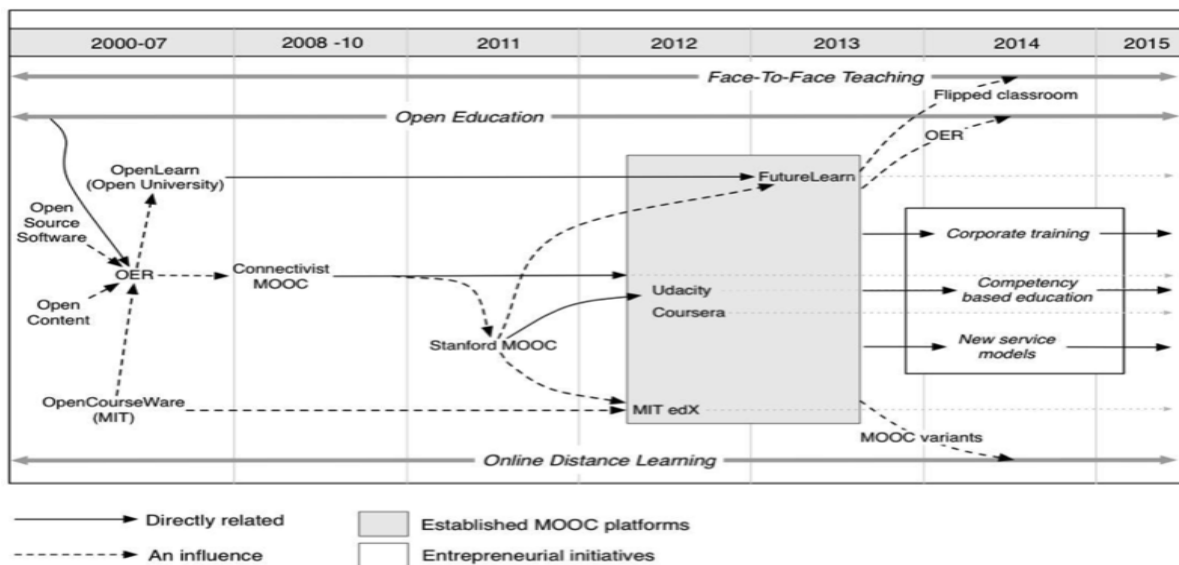 2000-07 2008 -10 2011 2012 2013 2014 2015
Face-To-Face Teaching
Flipped classroom
Open Education
OER
OpenLearn
(Open University)
FutureLearn
Open
Source
Software
Corporate training
OER
Connectivist
MOOC
Udacity
Competency
based education
Open
Content
Coursera
Stanford MOOC
New service
models
OpenCourseWare
(MIT)
MIT edX
MOOC variants
Online Distance Learning
Directly related
Established MOOC platforms
An influence
Entrepreneurial initiatives